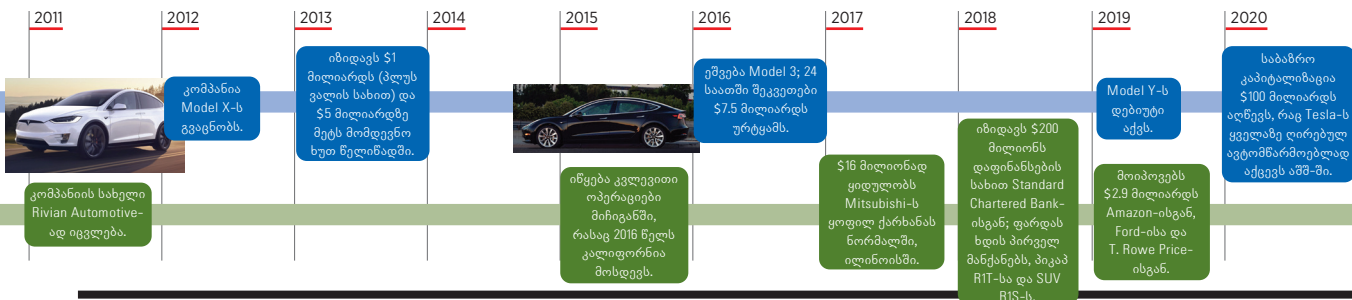 2011
2012
2013
2014
2015
2016
2017
2018
2019
2020
კომპანია
Model X-ს
გვაცნობს.
იზიდავს $1
მილიარდს (პლუს
ვალის სახით) და
$5 მილიარდზე
მეტს მომდევნო
ხუთ წელიწადში.
ეშვება Model 3; 24
საათში შეკვეთები
$7.5 მილიარდს
ურტყამს.
Model Y-ს
დებიუტი
აქვს.
საბაზრო
კაპიტალიზაცია
$100 მილიარდს
აღწევს, რაც Tesla-ს
ყველაზე ღირებულ
ავტომწარმოებლად
აქცევს აშშ-ში.
კომპანიის სახელი
Rivian Automotive-
ად იცვლება.
იწყება კვლევითი
ოპერაციები
მიჩიგანში,
რასაც 2016 წელს
კალიფორნია
მოსდევს.
$16 მილიონად
ყიდულობს
Mitsubishi-ს
ყოფილ ქარხანას
ნორმალში,
ილინოისში.
იზიდავს $200
მილიონს
დაფინანსების
სახით Standard
Chartered Bank-
ისგან; ფარდას
ხდის პირველ
მანქანებს, პიკაპ
R1T-სა და SUV
R1S-ს.
მოიპოვებს
$2.9 მილიარდს
Amazon-ისგან,
Ford-ისა და
T. Rowe Price-
ისგან.